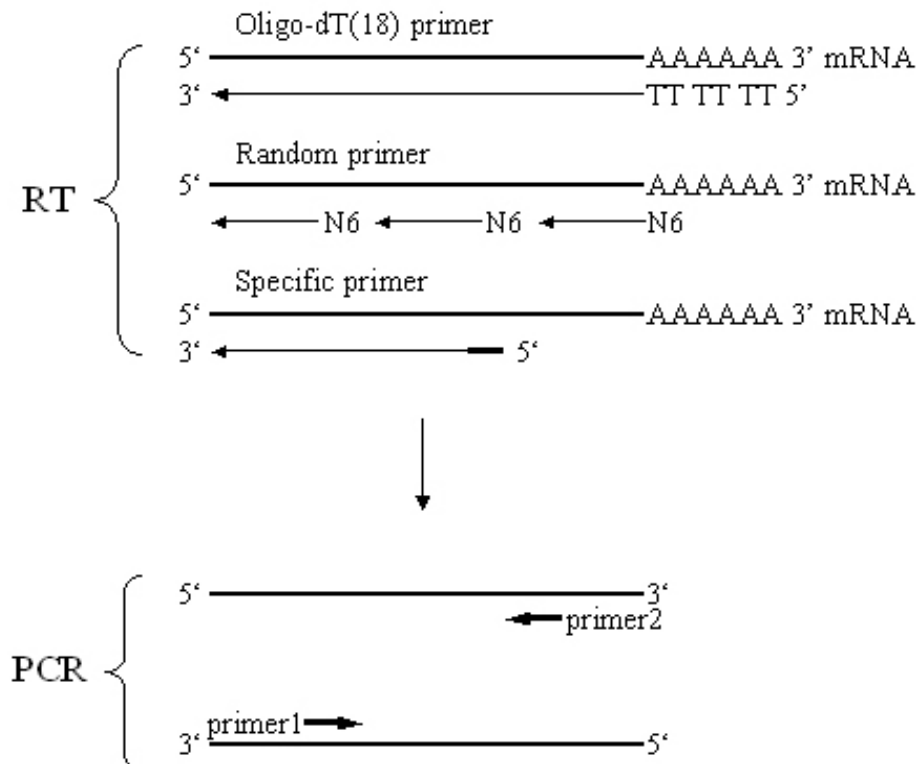 Oligo-dT(18) primer
5‘ AAAAAA 3’ mRNA
3‘ TT TT TT 5’
Random primer
5‘ AAAAAA 3’ mRNA
RT
N6 N6 N6
Specific primer
5‘ AAAAAA 3’ mRNA
3‘ 5‘
5‘ 3‘
primer2
PCR
primer1
3‘ 5‘